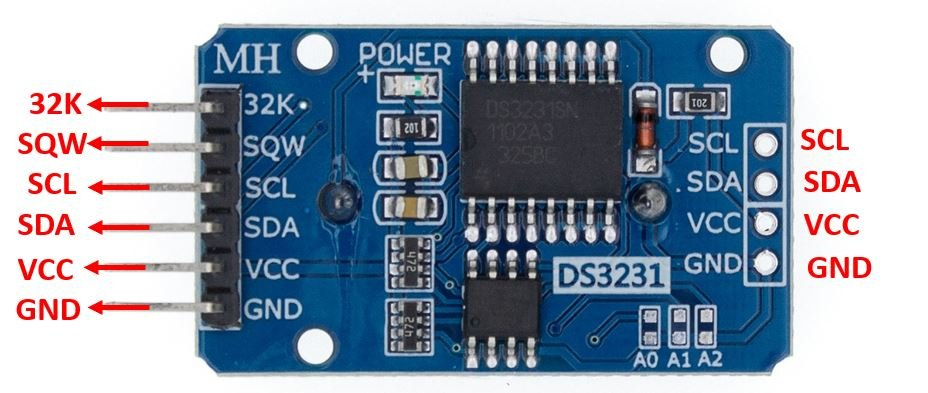 MH
POWER
+
32K 32K
SQW SQW
SCL SCL
SDA SDA
VCC VCC
GND GND
102
472
472
DS3231SN
1112A3
325BC
201
SCL SCL
SDA SDA
VCC VCC
GND GND
DS3231
A0 A1 A2